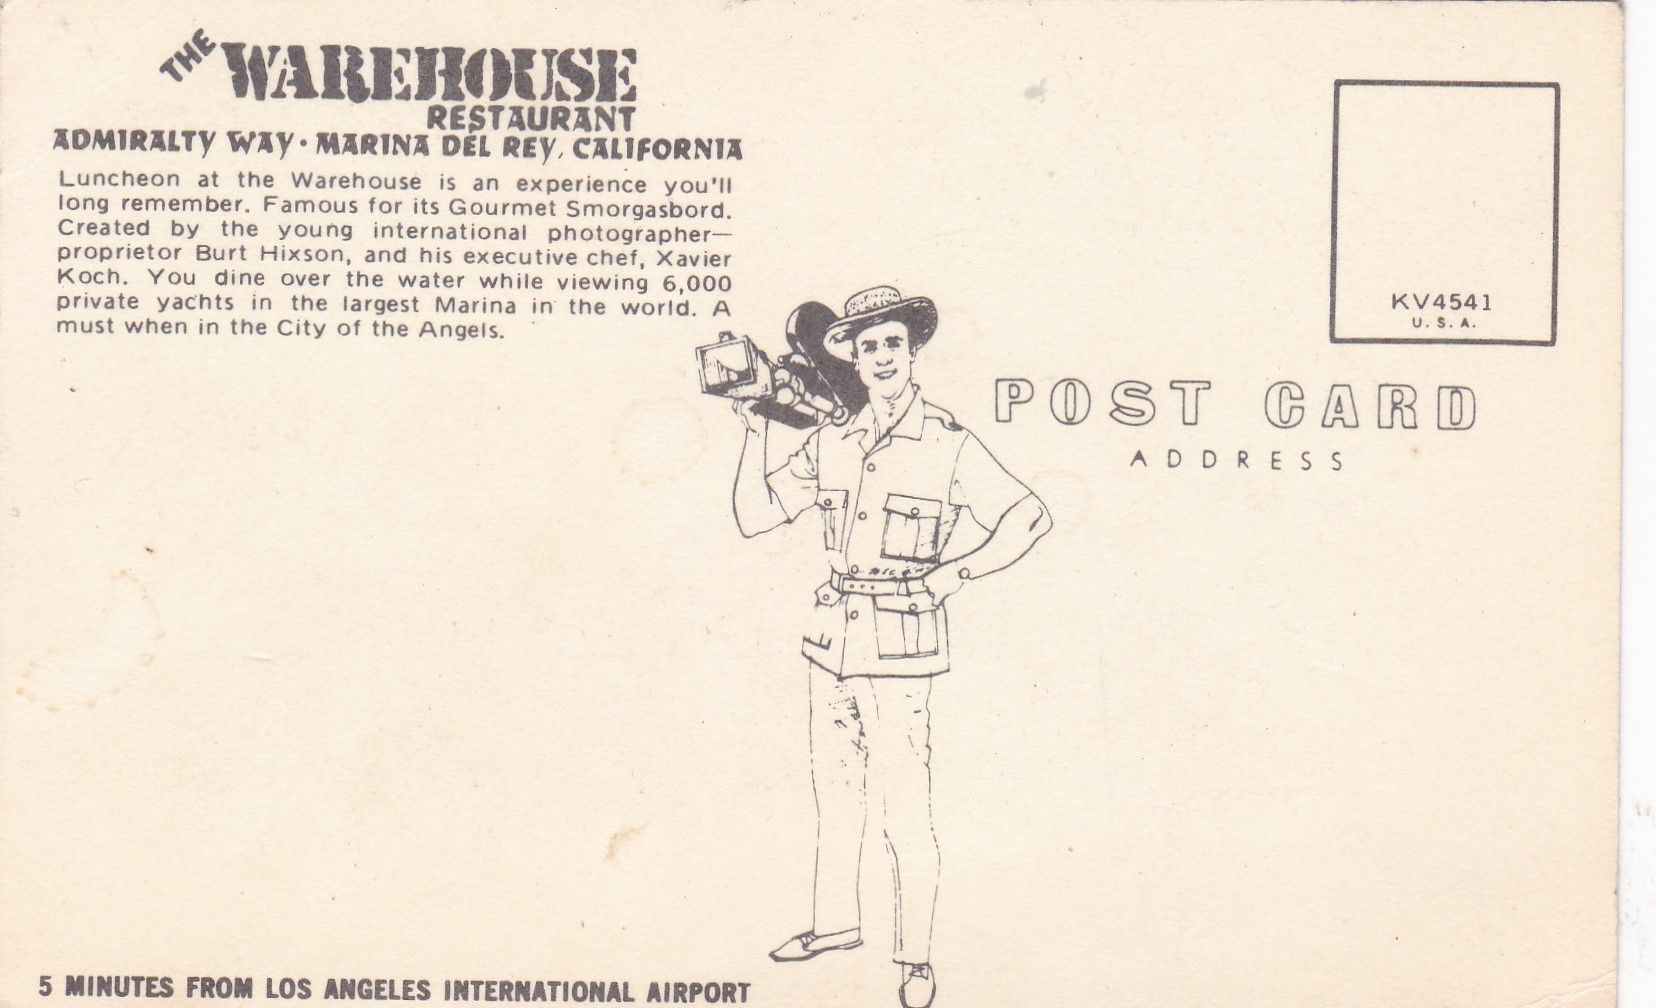 THE WAREHOUSE
RESTAURANT
ADMIRALTY WAY • MARINA DEL REY, CALIFORNIA
Luncheon at the Warehouse is an experience you'll
long remember. Famous for its Gourmet Smorgasbord.
Created by the young international photographer—
proprietor Burt Hixson, and his executive chef, Xavier
Koch. You dine over the water while viewing 6,000
private yachts in the largest Marina in the world. A
must when in the City of the Angels.
KV4541
U.S.A.
POST CARD
ADDRESS
5 MINUTES FROM LOS ANGELES INTERNATIONAL AIRPORT